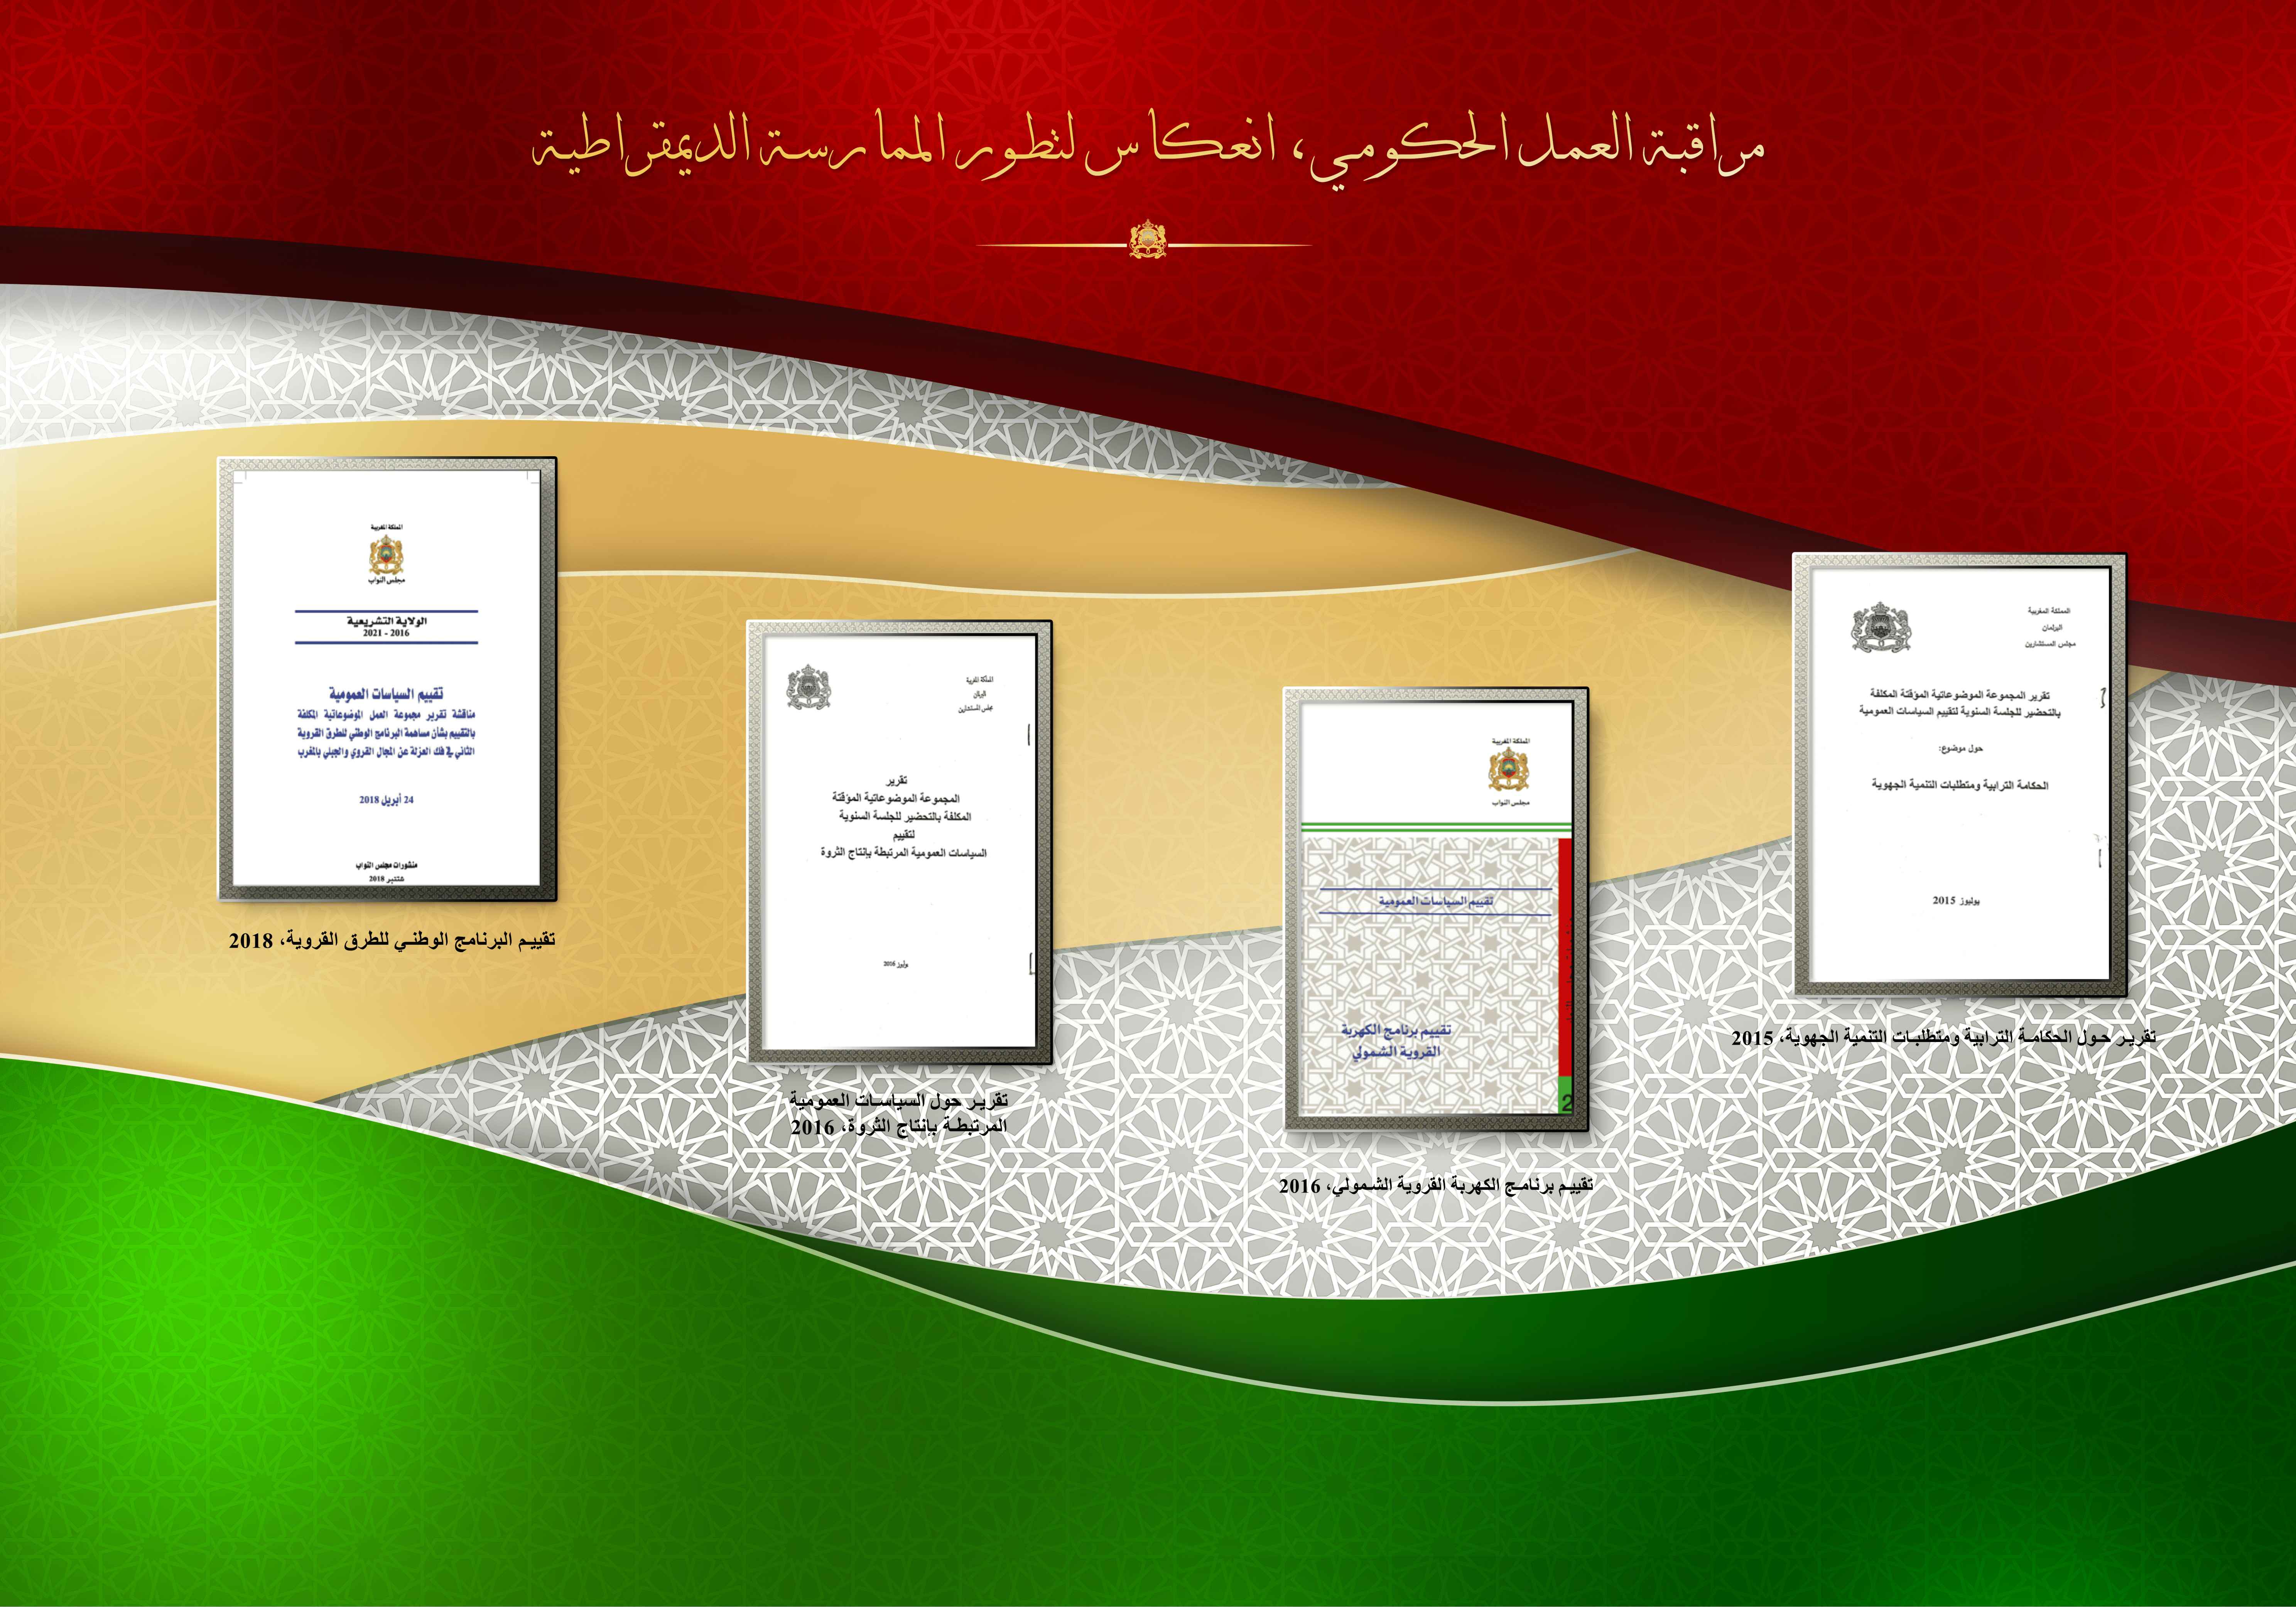 مراقبة العمل الحكومي، انعكاس لتطور الممارسة الديمقراطية
المملكة المغربية
البرلمان
مجلس المستشارين
تقرير المجموعة الموضوعاتية المؤقتة المكلفة
بالتحضير للجلسة السنوية لتقييم السياسات العمومية
حول موضوع:
الحكامة الترابية ومتطلبات التنمية الجهوية
يوليوز 2015
تقرير حول الحكامة الترابية ومتطلبات التنمية الجهوية، 2015
المملكة المغربية
مجلس النواب
تقييم السياسات العمومية
تقييم برنامج الكهربة
القروية الشمولي
2
تقييم برنامج الكهربة القروية الشمولي، 2016
المملكة المغربية
البرلمان
مجلس المستشارين
تقرير
المجموعة الموضوعاتية المؤقتة
المكلفة بالتحضير للجلسة السنوية
لتقييم
السياسات العمومية المرتبطة بإنتاج الثروة
يوليوز 2016
تقرير حول السياسات العمومية
المرتبطة بإنتاج الثروة، 2016
المملكة المغربية
مجلس النواب
الولاية التشريعية
2016 - 2021
تقييم السياسات العمومية
مناقشة تقرير مجموعة العمل الموضوعاتية المكلفة
بالتقييم بشأن مساهمة البرنامج الوطني للطرق القروية
الثاني في فك العزلة عن المجال القروي والجبلي بالمغرب
24 أبريل 2018
منشورات مجلس النواب
شتنبر 2018
تقييم البرنامج الوطني للطرق القروية، 2018